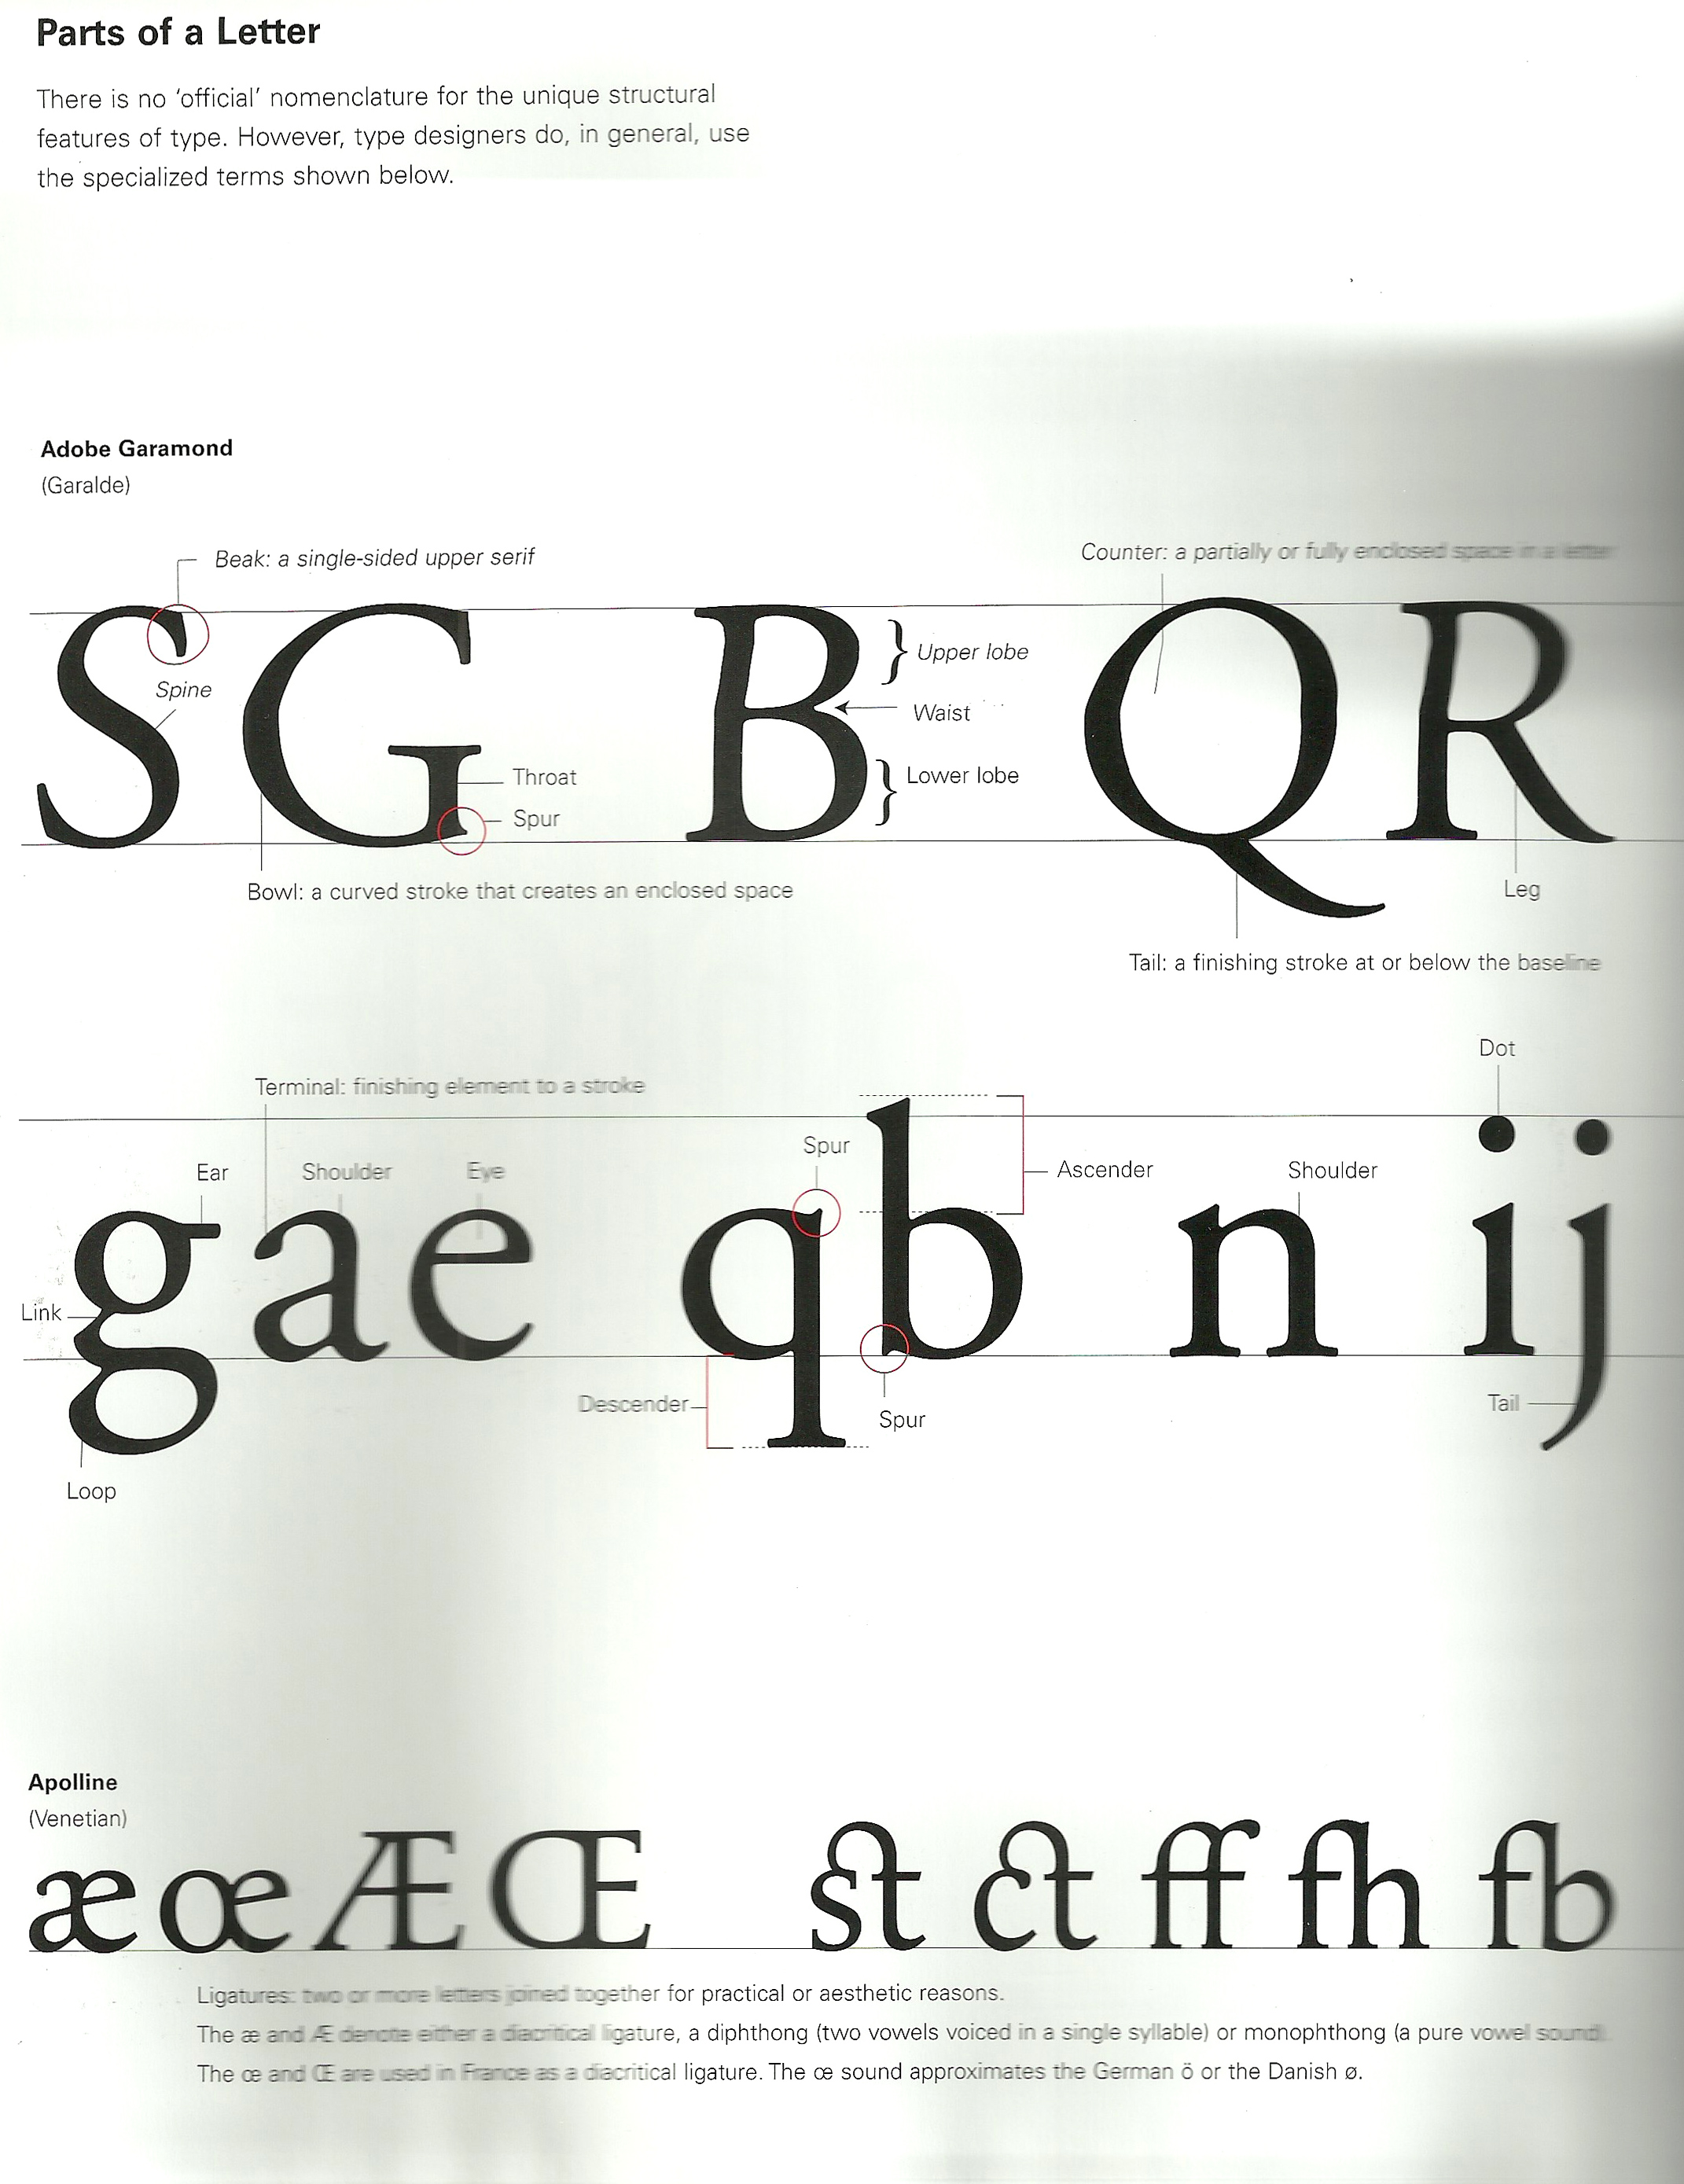 Parts of a Letter
There is no ‘official’ nomenclature for the unique structural
features of type. However, type designers do, in general, use
the specialized terms shown below.
Adobe Garamond
(Garalde)
Beak: a single-sided upper serif
Counter: a partially or fully enclosed space in a letter
S G B Q R
Spine
Upper lobe
Waist
Throat
Lower lobe
Spur
Bowl: a curved stroke that creates an enclosed space
Leg
Tail: a finishing stroke at or below the baseline
Dot
Terminal: finishing element to a stroke
Spur
Ear
Shoulder
Eye
Ascender
Shoulder
g a e q b n i j
Link
Descender
Spur
Tail
Loop
Apolline
(Venetian)
æ œ Æ Œ st ct ff fh fb
Ligatures: two or more letters joined together for practical or aesthetic reasons.
The æ and Æ denote either a diacritical ligature, a diphthong (two vowels voiced in a single syllable) or monophthong (a pure vowel sound).
The œ and Œ are used in France as a diacritical ligature. The œ sound approximates the German ö or the Danish ø.